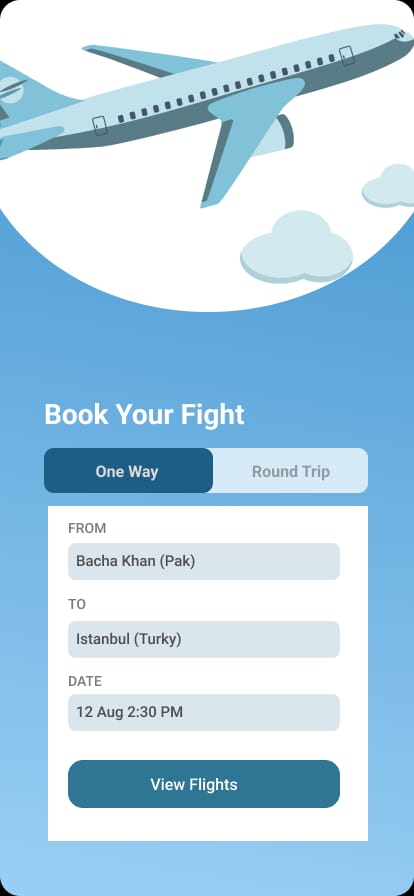 Book Your Fight
One Way
Round Trip
FROM
Bacha Khan (Pak)
TO
Istanbul (Turky)
DATE
12 Aug 2:30 PM
View Flights